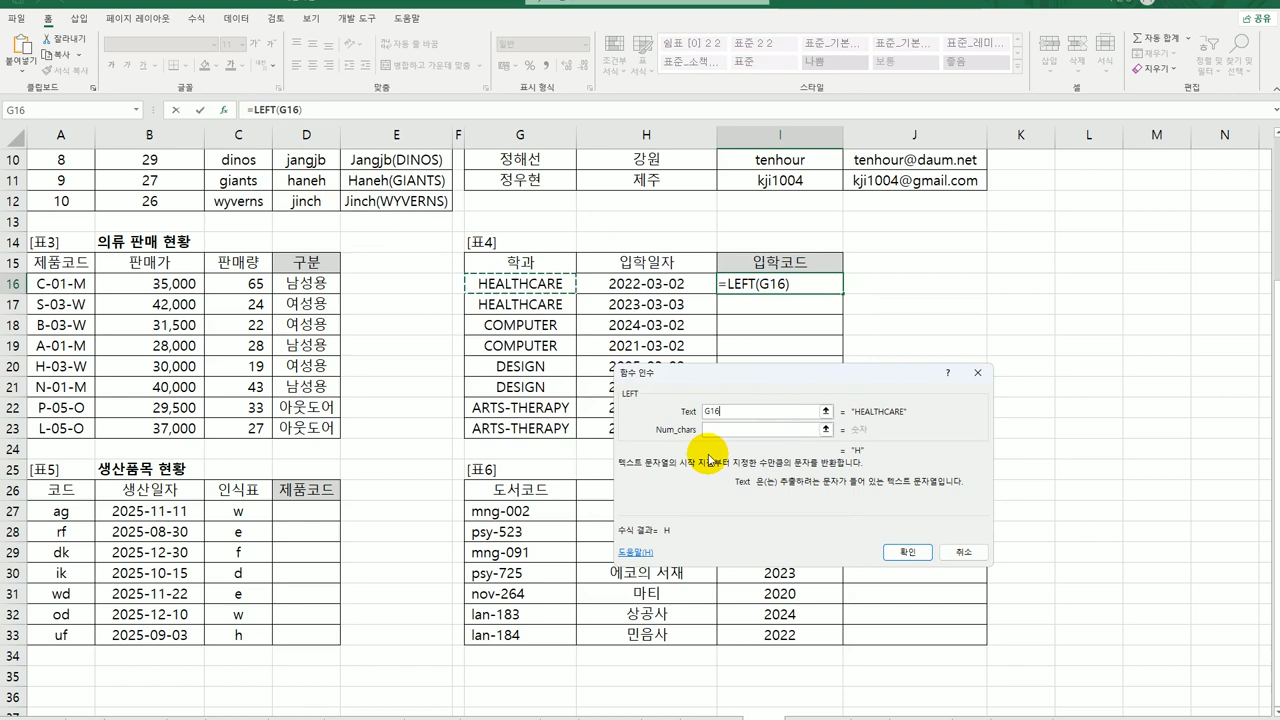 파일 홈 삽입 페이지 레이아웃 수식 데이터 검토 보기 개발 도구 도움말 공유
잘라내기 11 가 가 자동 줄 바꿈 일반 쉼표 [0] 2 2 표준 2 2 표준_기본... 표준_기본... 표준_레미... 자동 합계
붙여넣기 복사 병합하고 가운데 맞춤 조건부 서식 표 서식 표준_소책... 표준 나쁨 보통 좋음 삽입 삭제 서식 채우기 정렬 및 필터 찾기 및 선택
서식 복사 지우기
클립보드 글꼴 맞춤 표시 형식 스타일 셀 편집
G16 fx =LEFT(G16)
A B C D E F G H I J K L M N
10 8 29 dinos jangjb Jangjb(DINOS) 정해선 강원 tenhour tenhour@daum.net
11 9 27 giants haneh Haneh(GIANTS) 정우현 제주 kji1004 kji1004@gmail.com
12 10 26 wyverns jinch Jinch(WYVERNS)
13
14 [표3] 의류 판매 현황 [표4]
15 제품코드 판매가 판매량 구분 학과 입학일자 입학코드
16 C-01-M 35,000 65 남성용 HEALTHCARE 2022-03-02 =LEFT(G16)
17 S-03-W 42,000 24 여성용 HEALTHCARE 2023-03-03
18 B-03-W 31,500 22 여성용 COMPUTER 2024-03-02
19 A-01-M 28,000 28 남성용 COMPUTER 2021-03-02
20 H-03-W 30,000 19 여성용 DESIGN
21 N-01-M 40,000 43 남성용 DESIGN
22 P-05-O 29,500 33 아웃도어 ARTS-THERAPY
23 L-05-O 37,000 27 아웃도어 ARTS-THERAPY
24
25 [표5] 생산품목 현황 [표6]
26 코드 생산일자 인식표 제품코드 도서코드
27 ag 2025-11-11 w mng-002
28 rf 2025-08-30 e psy-523
29 dk 2025-12-30 f mng-091
30 ik 2025-10-15 d psy-725 에코의 서재 2023
31 wd 2025-11-22 e nov-264 마티 2020
32 od 2025-12-10 w lan-183 상공사 2024
33 uf 2025-09-03 h lan-184 민음사 2022
34
35
36
37
함수 인수 ?
LEFT
Text G16 = "HEALTHCARE"
Num_chars = 숫자
= "H"
텍스트 문자열의 시작 지점부터 지정한 수만큼의 문자를 반환합니다.
Text 은(는) 추출하려는 문자가 들어 있는 텍스트 문자열입니다.
수식 결과= H
도움말(H) 확인 취소